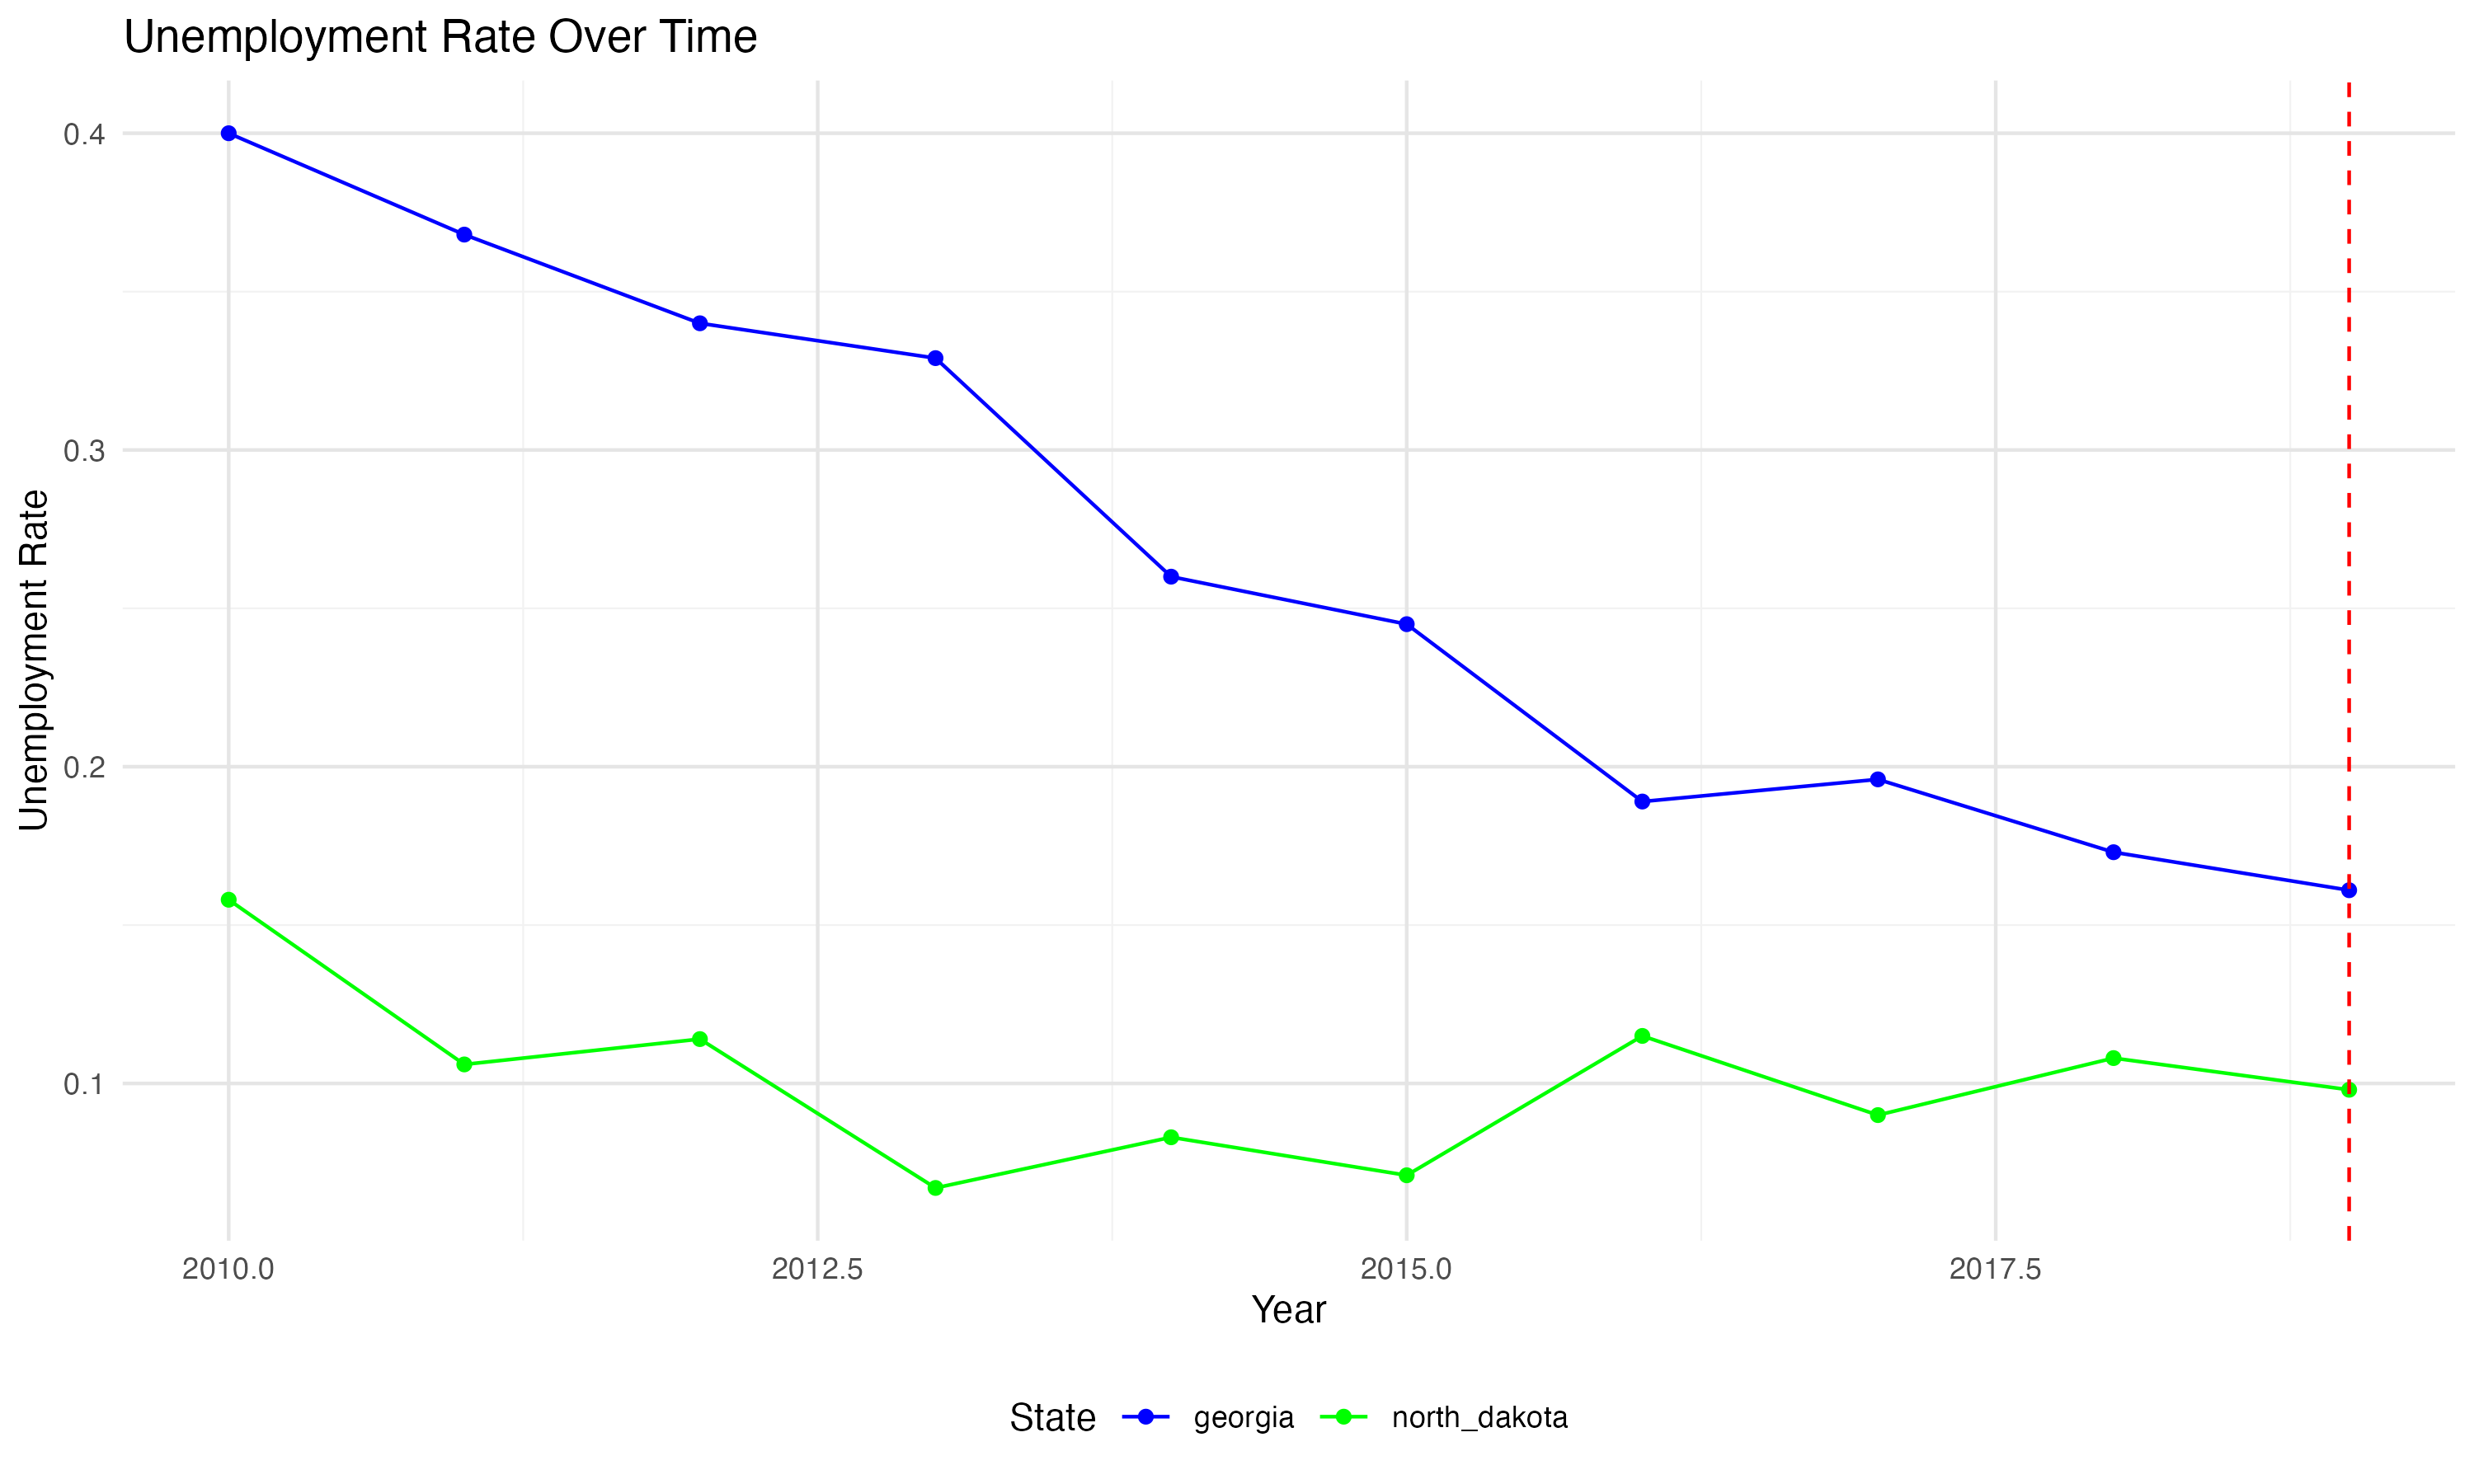 Unemployment Rate Over Time
Unemployment Rate
0.4
0.3
0.2
0.1
2010.0 2012.5 2015.0 2017.5
Year
State georgia north_dakota